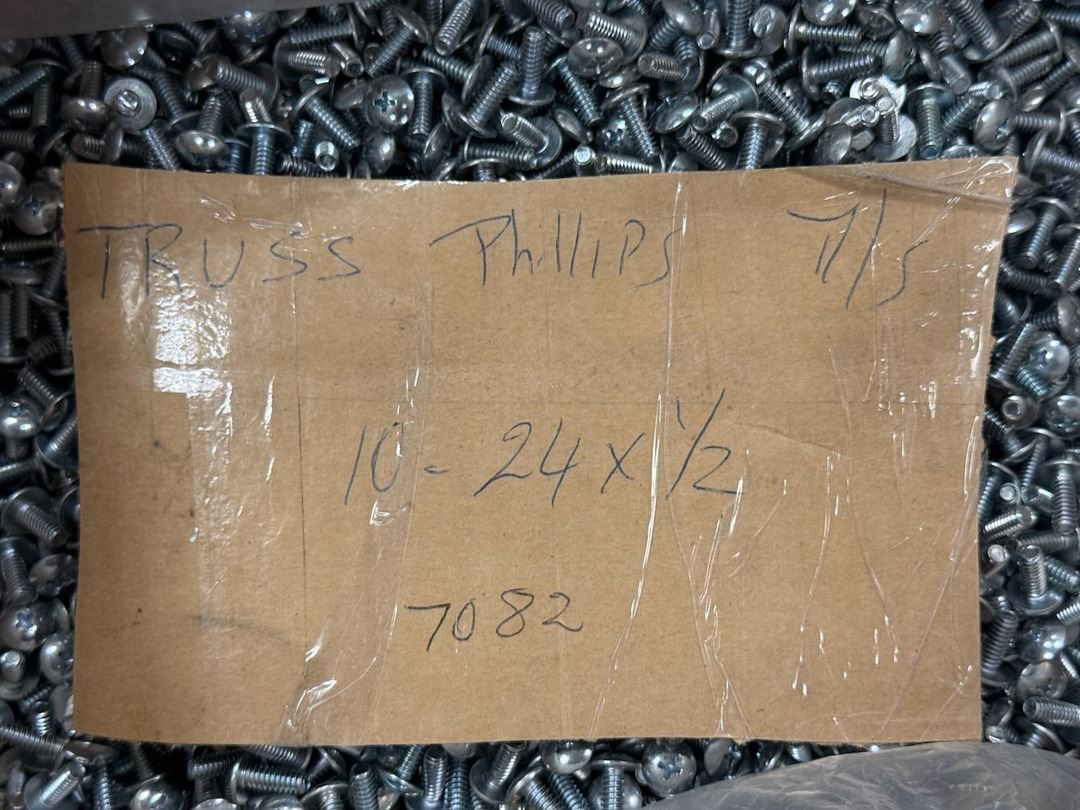 TRUSS PhillIPS
10-24 x 1/2
7082